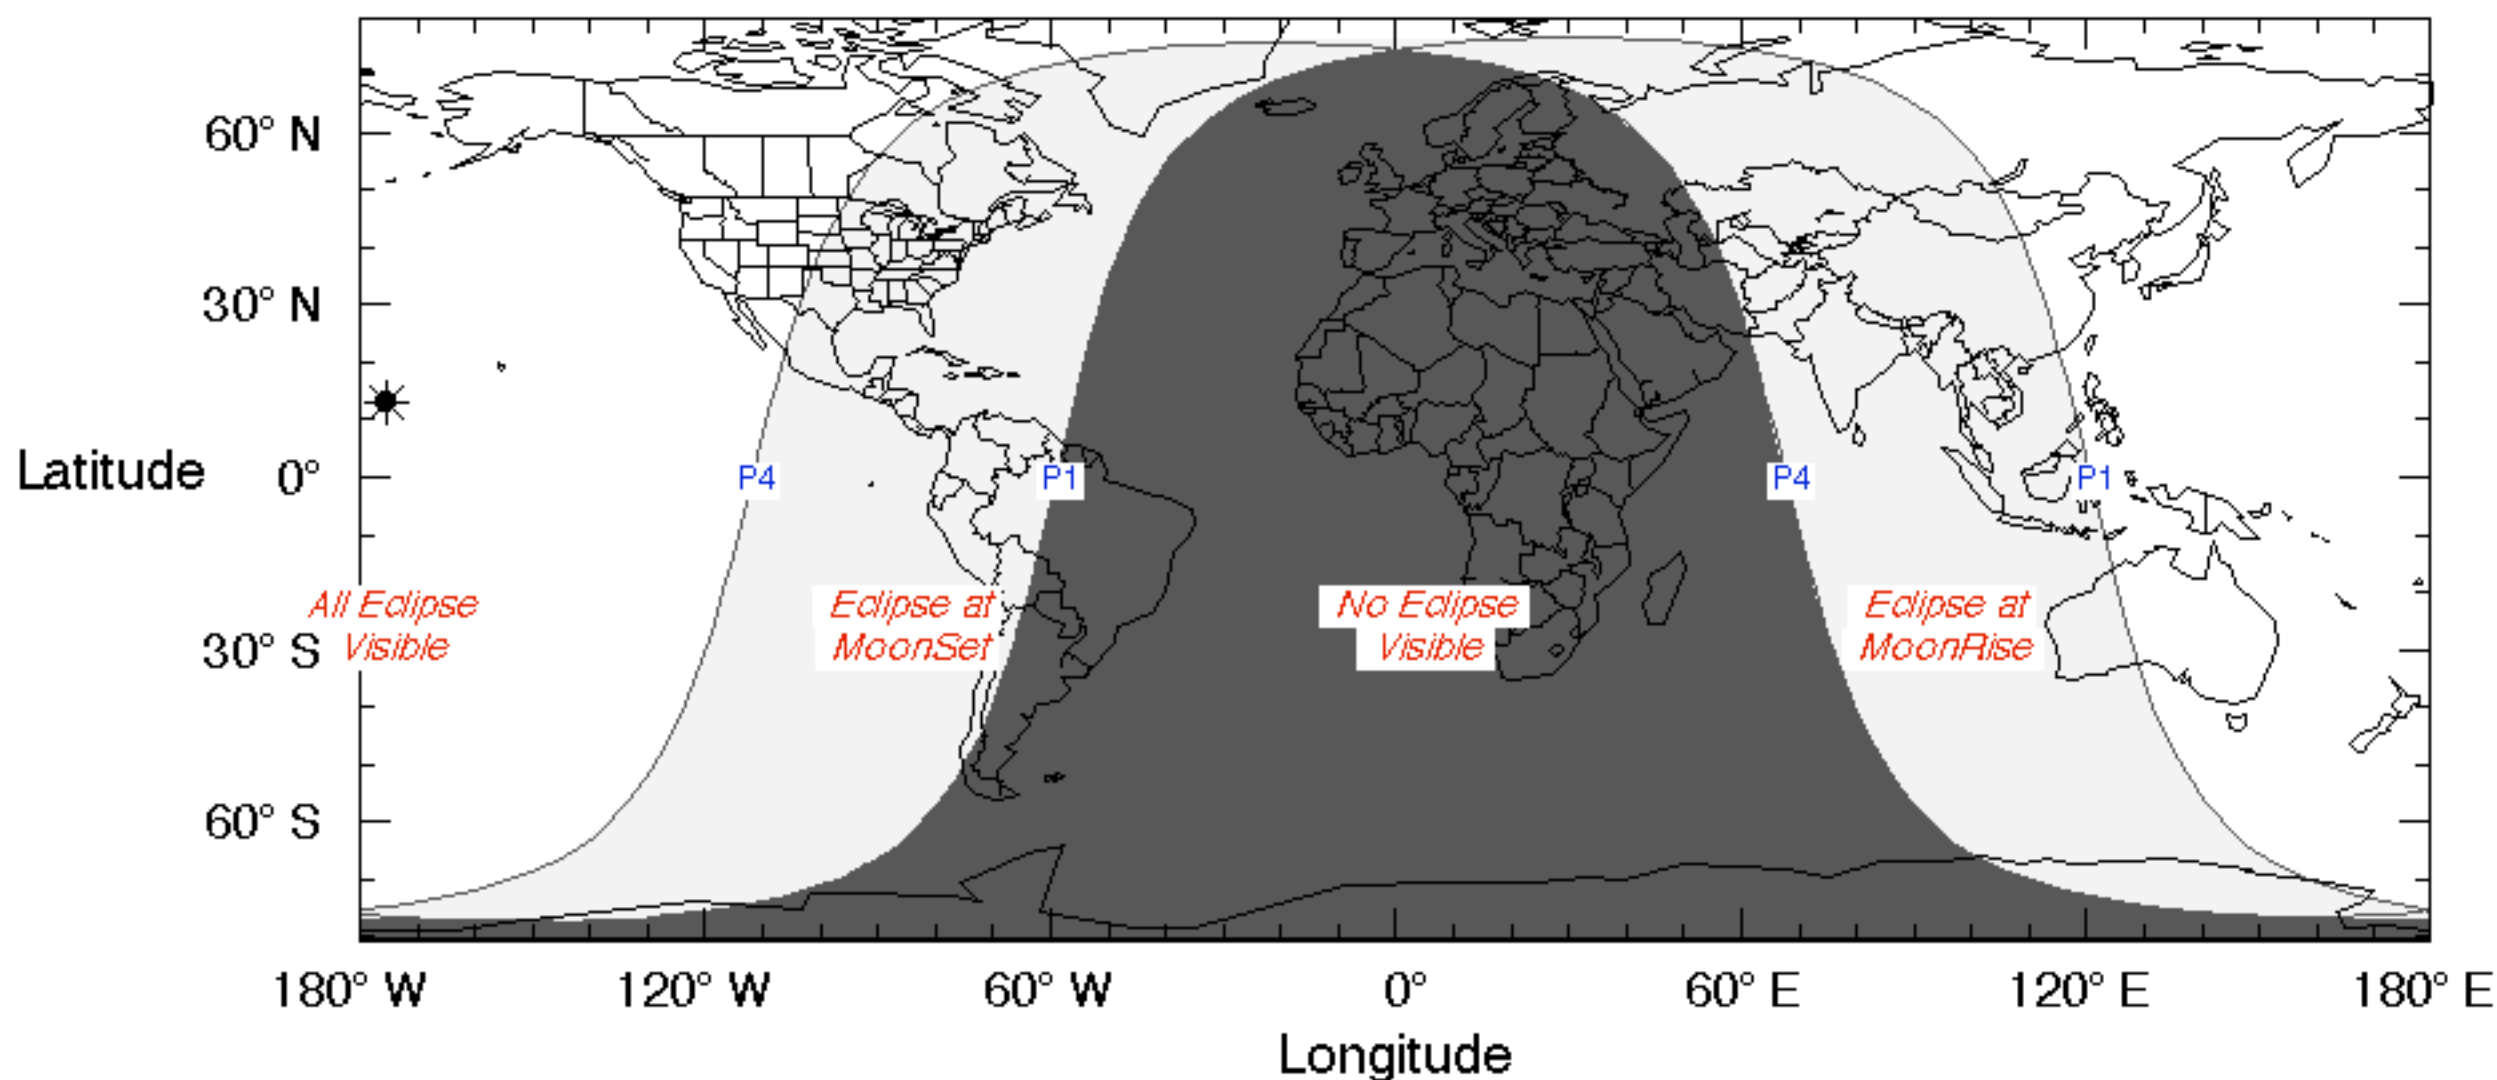 60° N
30° N
Latitude
0°
P4
P1
P4
P1
All Eclipse
Visible
Eclipse at
MoonSet
No Eclipse
Visible
Eclipse at
MoonRise
30° S
60° S
180° W
120° W
60° W
0°
60° E
120° E
180° E
Longitude